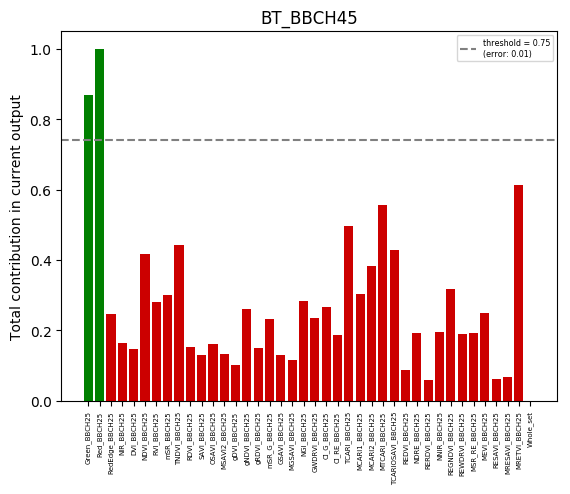 BT_BBCH45
threshold = 0.75
(error: 0.01)
Total contribution in current output
1.0
0.8
0.6
0.4
0.2
0.0
Green_BBCH25
Red_BBCH25
RedEdge_BBCH25
NIR_BBCH25
DVI_BBCH25
NDVI_BBCH25
RVI_BBCH25
mSR_BBCH25
TNDVI_BBCH25
RDVI_BBCH25
SAVI_BBCH25
OSAVI_BBCH25
MSAVI2_BBCH25
gDVI_BBCH25
gNDVI_BBCH25
gRDVI_BBCH25
mSR_G_BBCH25
GSAVI_BBCH25
MGSAVI_BBCH25
NGI_BBCH25
GWDRVI_BBCH25
CI_G_BBCH25
CI_RE_BBCH25
TCARI_BBCH25
MCARI1_BBCH25
MCARI2_BBCH25
MTCARI_BBCH25
TCARIOSAVI_BBCH25
REDVI_BBCH25
NDRE_BBCH25
RERDVI_BBCH25
NNIR_BBCH25
REGNDVI_BBCH25
REWDRVI_BBCH25
MSR_RE_BBCH25
MEVI_BBCH25
RESAVI_BBCH25
MRESAVI_BBCH25
MRETVI_BBCH25
Whole_set